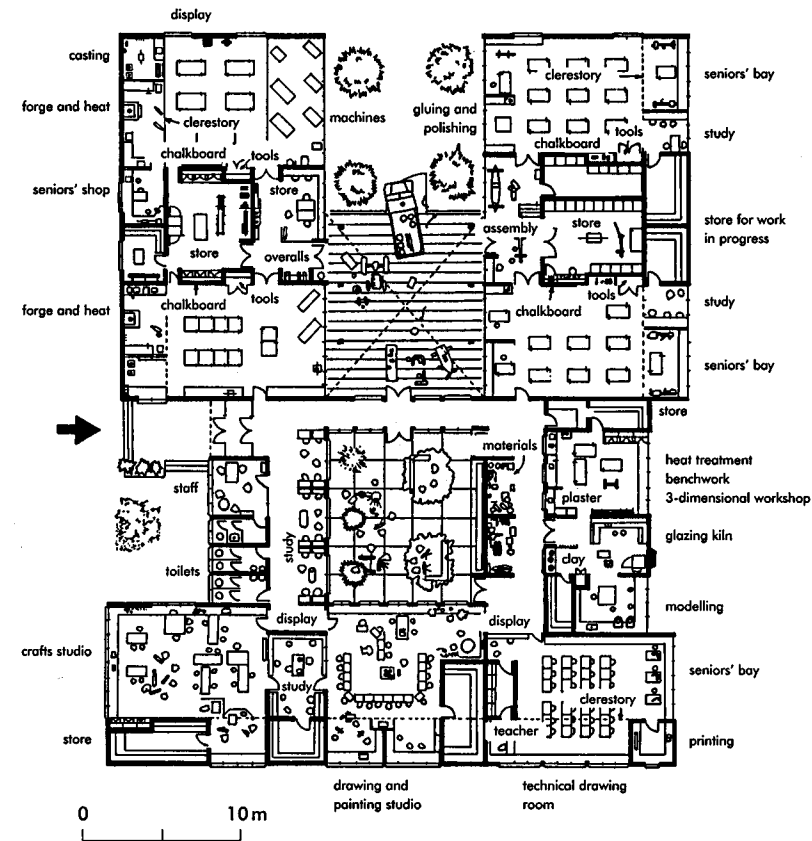 display
casting
clerestory
seniors' bay
forge and heat
clerestory
machines
gluing and
polishing
chalkboard
tools
study
chalkboard
tools
seniors' shop
store
store
overalls
assembly
store
store for work
in progress
forge and heat
chalkboard
tools
chalkboard
tools
study
seniors' bay
store
materials
heat treatment
benchwork
3-dimensional workshop
staff
plaster
study
glazing kiln
toilets
clay
modelling
display
display
crafts studio
study
seniors' bay
clerestory
store
teacher
printing
drawing and
painting studio
technical drawing
room
0
10 m